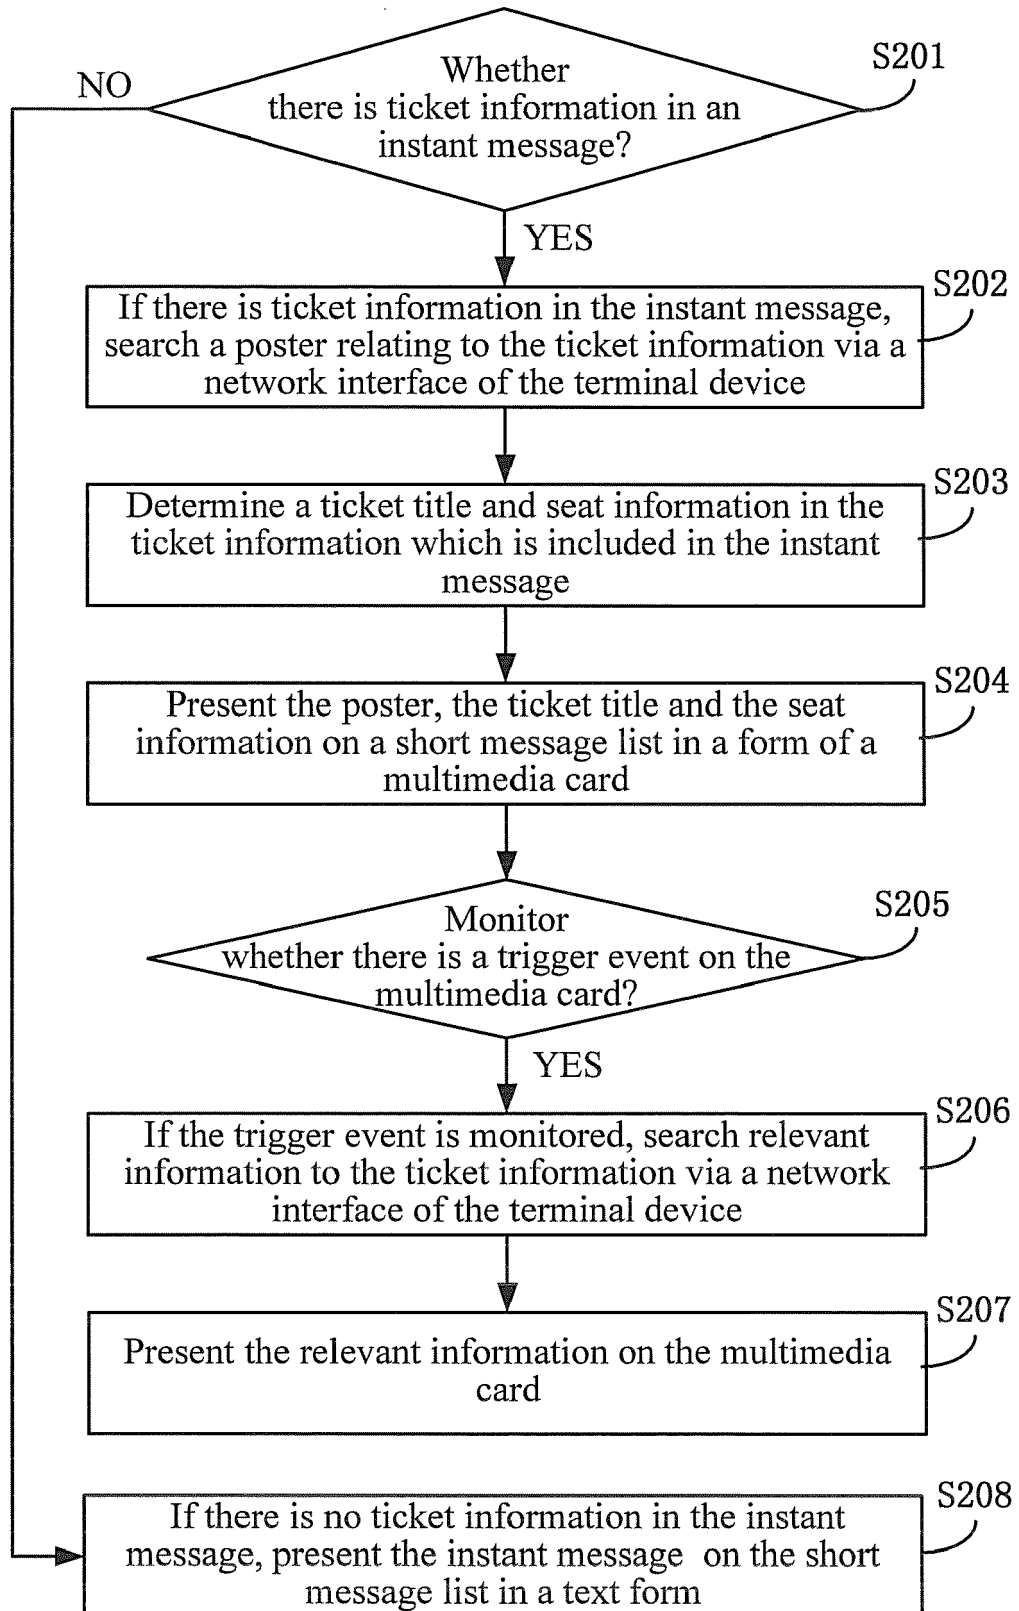 S201
NO
Whether
there is ticket information in an
instant message?
YES
S202
If there is ticket information in the instant message,
search a poster relating to the ticket information via a
network interface of the terminal device
S203
Determine a ticket title and seat information in the
ticket information which is included in the instant
message
S204
Present the poster, the ticket title and the seat
information on a short message list in a form of a
multimedia card
S205
Monitor
whether there is a trigger event on the
multimedia card?
YES
S206
If the trigger event is monitored, search relevant
information to the ticket information via a network
interface of the terminal device
S207
Present the relevant information on the multimedia
card
S208
If there is no ticket information in the instant
message, present the instant message on the short
message list in a text form